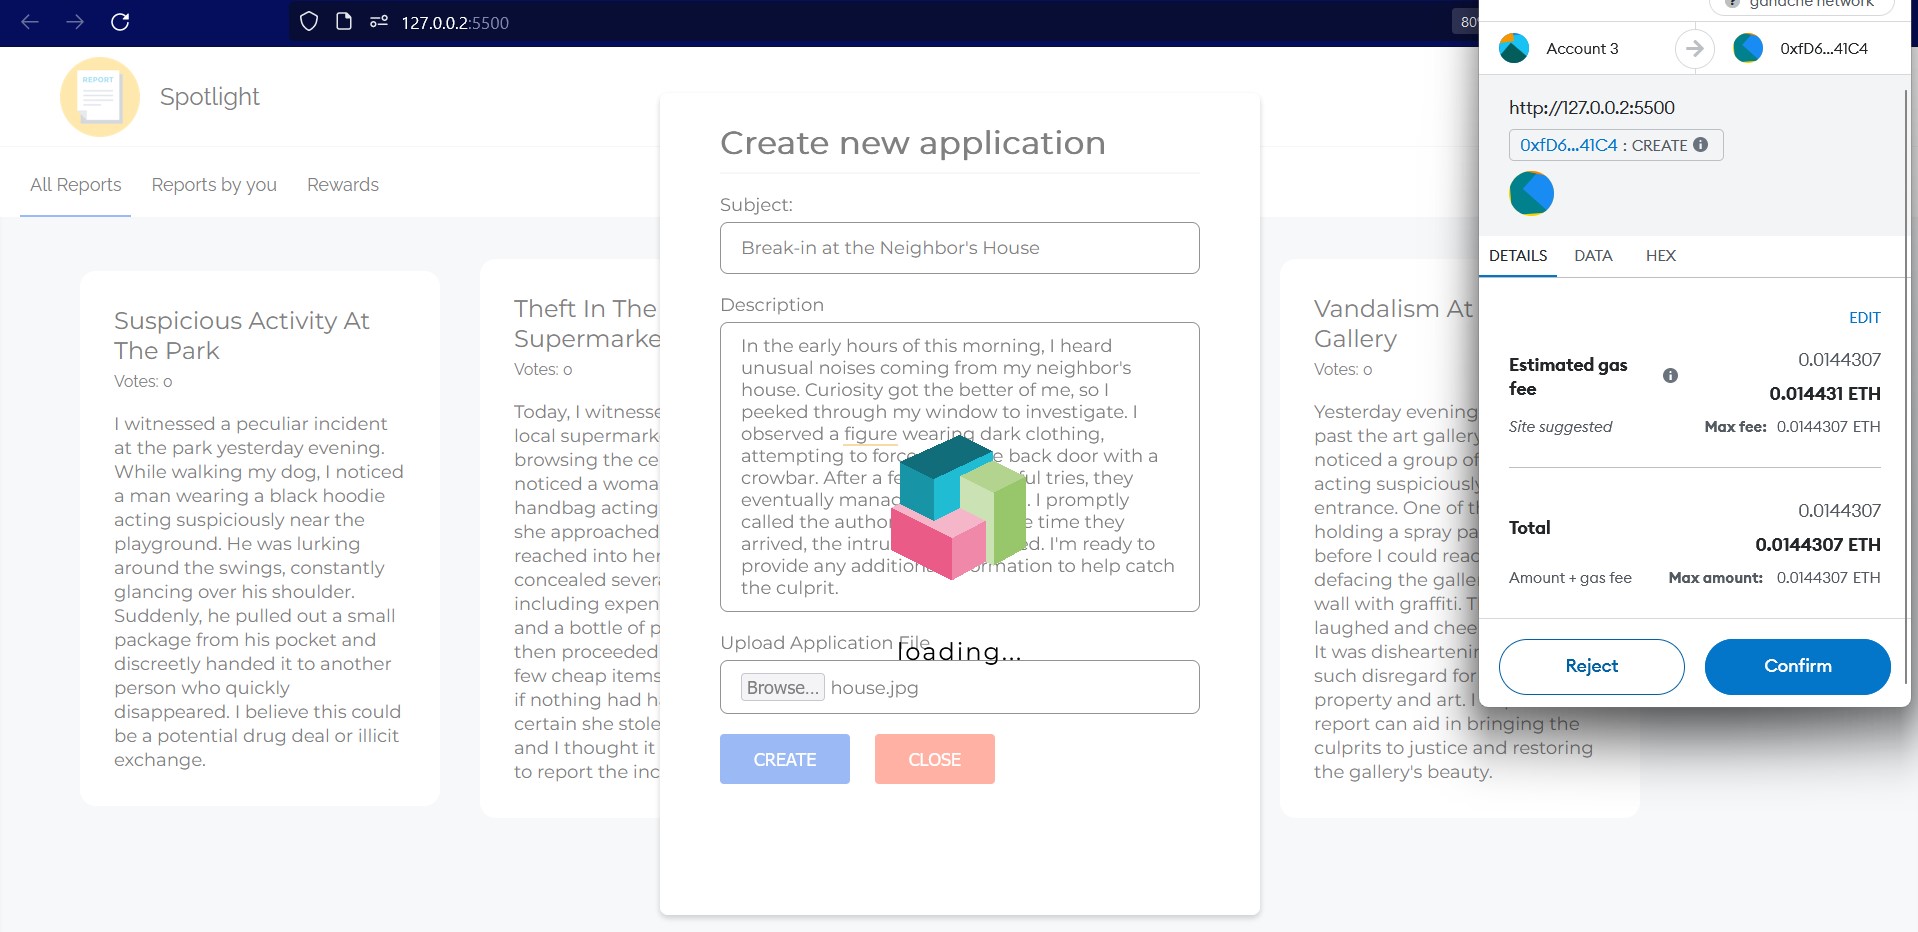 127.0.0.2:5500
80
REPORT
Spotlight
All Reports
Reports by you
Rewards
Suspicious Activity At
The Park
Votes: 0
I witnessed a peculiar incident
at the park yesterday evening.
While walking my dog, I noticed
a man wearing a black hoodie
acting suspiciously near the
playground. He was lurking
around the swings, constantly
glancing over his shoulder.
Suddenly, he pulled out a small
package from his pocket and
discreetly handed it to another
person who quickly
disappeared. I believe this could
be a potential drug deal or illicit
exchange.
Theft In The
Supermarke
Votes: 0
Today, I witnesse
local supermark
browsing the ce
noticed a woma
handbag acting
she approached
reached into her
concealed severa
including expen
and a bottle of p
then proceeded
few cheap items
if nothing had h
certain she stole
and I thought it
to report the inc
Create new application
Subject:
Break-in at the Neighbor's House
Description
In the early hours of this morning, I heard
unusual noises coming from my neighbor's
house. Curiosity got the better of me, so I
peeked through my window to investigate. I
observed a figure wearing dark clothing,
attempting to force e back door with a
crowbar. After a fe ful tries, they
eventually manag . I promptly
called the author e time they
arrived, the intru ed. I'm ready to
provide any addition rmation to help catch
the culprit.
Upload Application File
loading...
Browse... house.jpg
CREATE
CLOSE
Vandalism At
Gallery
Votes: 0
Yesterday evening
past the art gallery
noticed a group of
acting suspiciously
entrance. One of th
holding a spray pa
before I could reac
defacing the galle
wall with graffiti. T
laughed and chee
It was dishearteni
such disregard for
property and art. I
report can aid in bringing the
culprits to justice and restoring
the gallery's beauty.
ganache network
Account 3
0xfD6...41C4
http://127.0.0.2:5500
0xfD6...41C4 : CREATE
DETAILS
DATA
HEX
EDIT
Estimated gas
fee
0.0144307
0.014431 ETH
Site suggested
Max fee: 0.0144307 ETH
Total
0.0144307
0.0144307 ETH
Amount + gas fee
Max amount: 0.0144307 ETH
Reject
Confirm